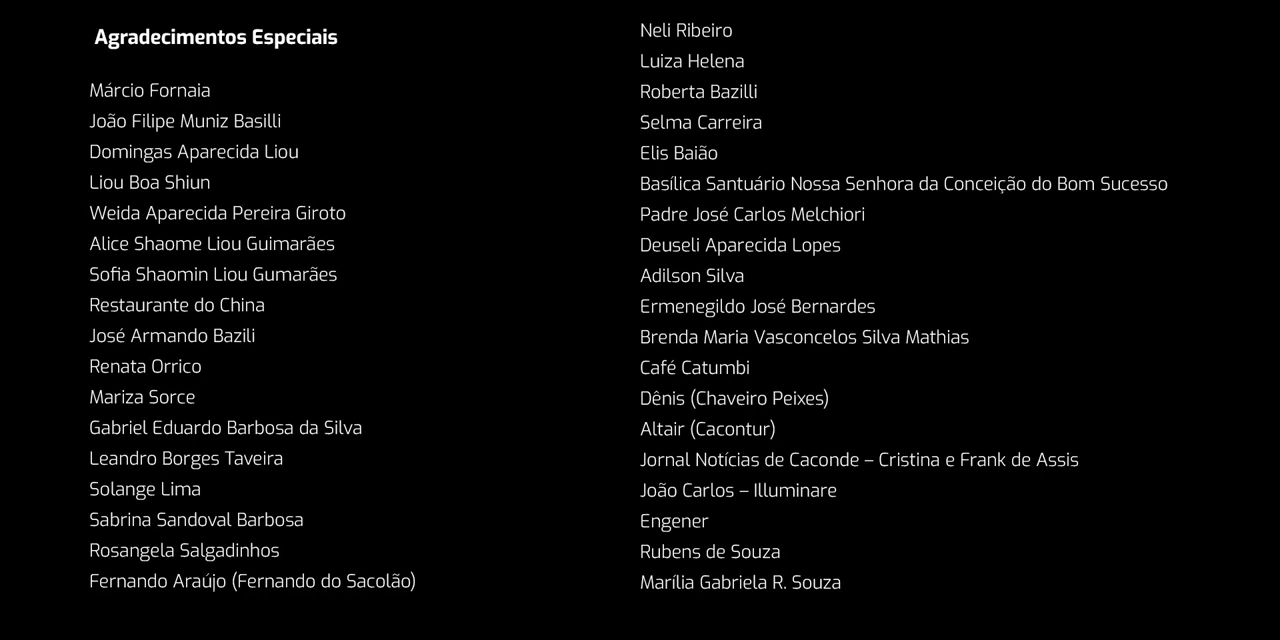 Agradecimentos Especiais
Márcio Fornaia
João Filipe Muniz Basilli
Domingas Aparecida Liou
Liou Boa Shiun
Weida Aparecida Pereira Giroto
Alice Shaome Liou Guimarães
Sofia Shaomin Liou Gumarães
Restaurante do China
José Armando Bazili
Renata Orrico
Mariza Sorce
Gabriel Eduardo Barbosa da Silva
Leandro Borges Taveira
Solange Lima
Sabrina Sandoval Barbosa
Rosangela Salgadinhos
Fernando Araújo (Fernando do Sacolão)
Neli Ribeiro
Luiza Helena
Roberta Bazilli
Selma Carreira
Elis Baião
Basílica Santuário Nossa Senhora da Conceição do Bom Sucesso
Padre José Carlos Melchiori
Deuseli Aparecida Lopes
Adilson Silva
Ermenegildo José Bernardes
Brenda Maria Vasconcelos Silva Mathias
Café Catumbi
Dênis (Chaveiro Peixes)
Altair (Cacontur)
Jornal Notícias de Caconde – Cristina e Frank de Assis
João Carlos – Illuminare
Engener
Rubens de Souza
Marília Gabriela R. Souza